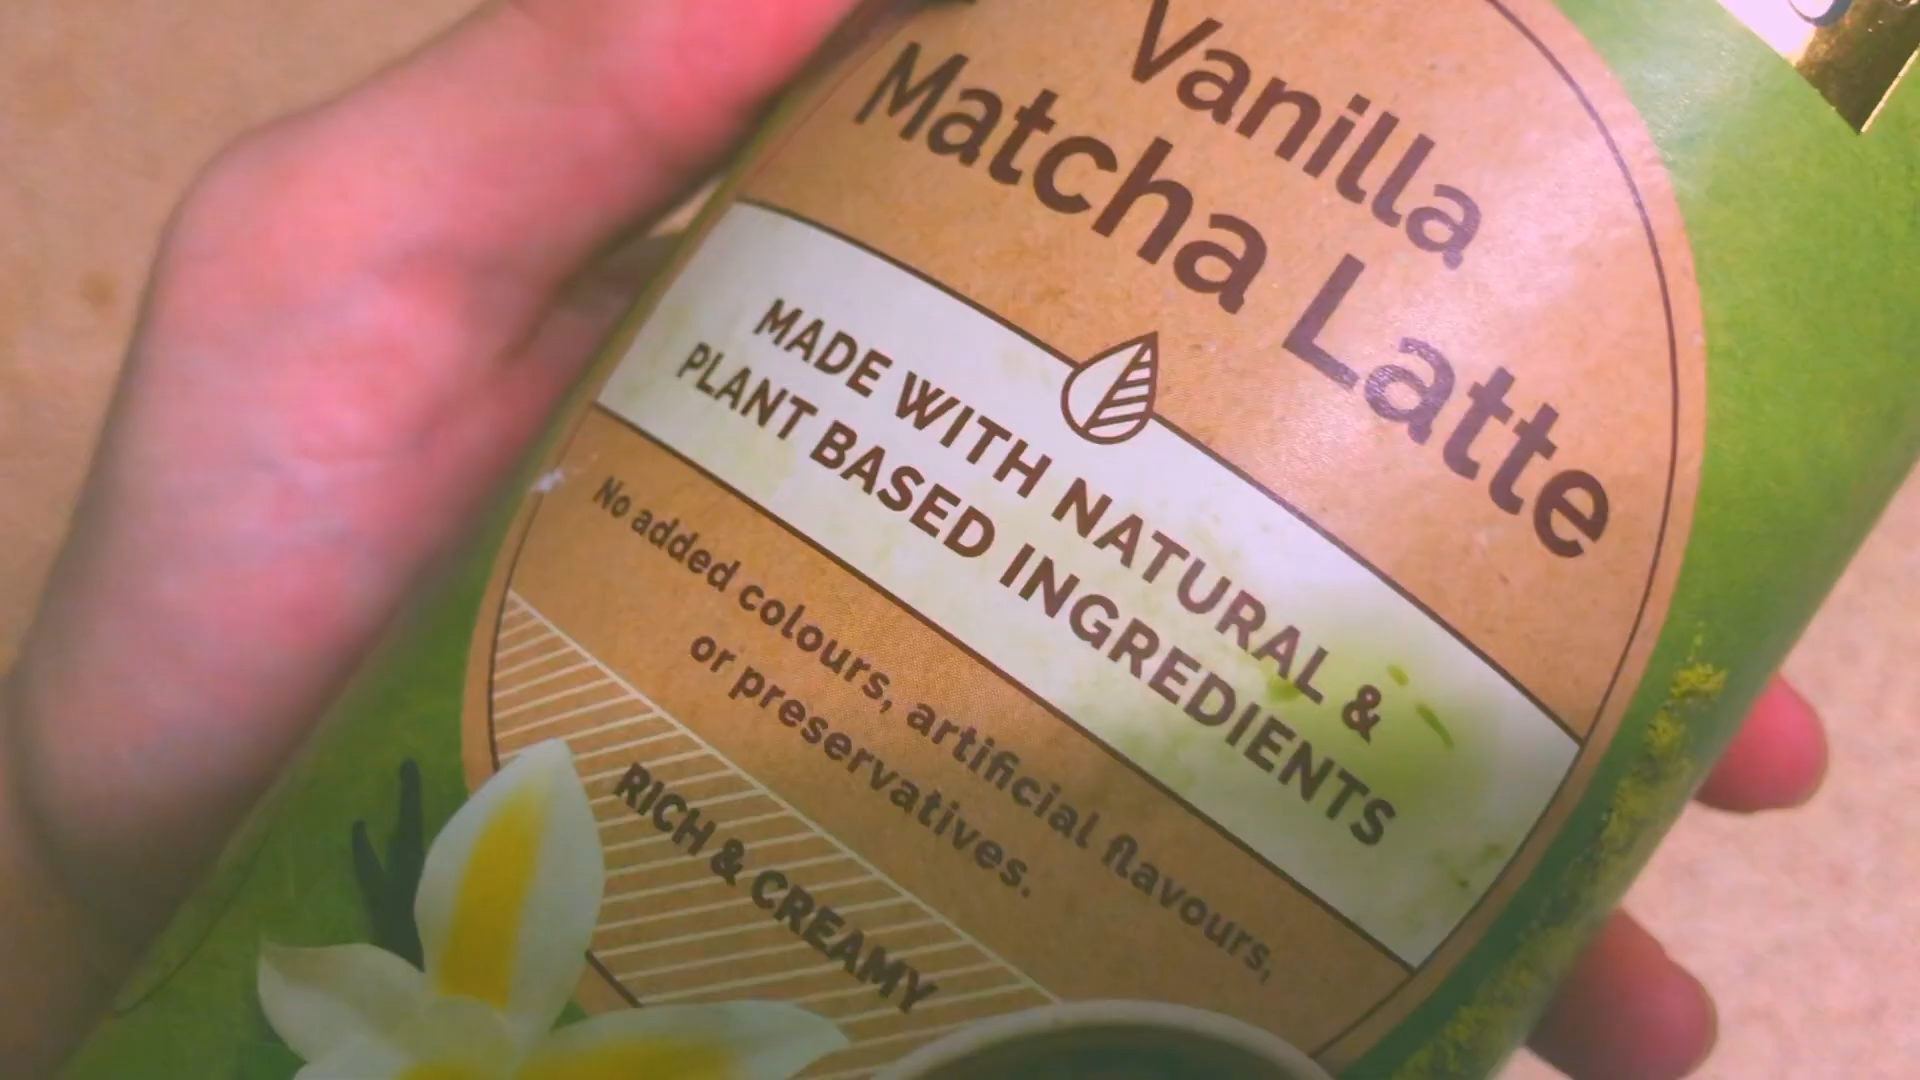 Vanilla
Matcha Latte
MADE WITH NATURAL &
PLANT BASED INGREDIENTS
No added colours, artificial flavours,
or preservatives.
RICH & CREAMY